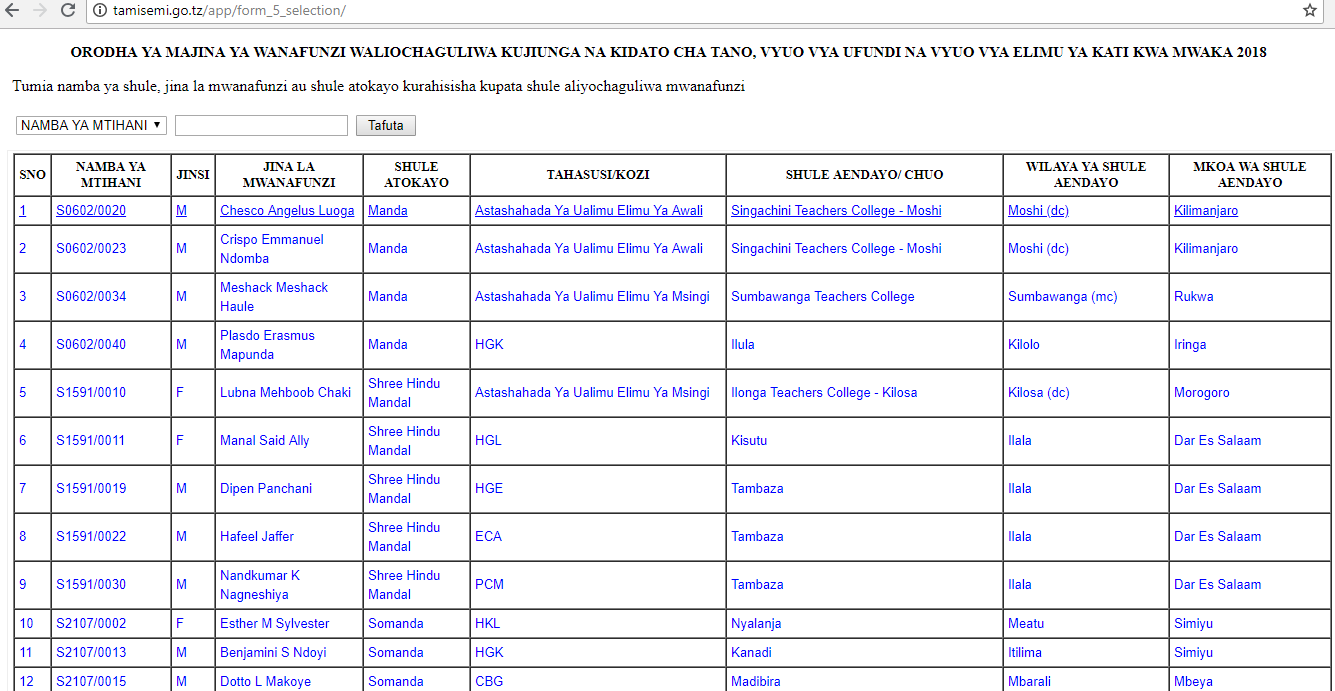 tamisemi.go.tz/app/form_5_selection/
ORODHA YA MAJINA YA WANAFUNZI WALIOCHAGULIWA KUJIUNGA NA KIDATO CHA TANO, VYUO VYA UFUNDI NA VYUO VYA ELIMU YA KATI KWA MWAKA 2018
Tumia namba ya shule, jina la mwanafunzi au shule atokayo kurahisisha kupata shule aliyochaguliwa mwanafunzi
NAMBA YA MTIHANI Tafuta
SNO NAMBA YA MTIHANI JINSI JINA LA MWANAFUNZI SHULE ATOKAYO TAHASUSI/KOZI SHULE AENDAYO/ CHUO WILAYA YA SHULE AENDAYO MKOA WA SHULE AENDAYO
1 S0602/0020 M Chesco Angelus Luoga Manda Astashahada Ya Ualimu Elimu Ya Awali Singachini Teachers College - Moshi Moshi (dc) Kilimanjaro
2 S0602/0023 M Crispo Emmanuel Ndomba Manda Astashahada Ya Ualimu Elimu Ya Awali Singachini Teachers College - Moshi Moshi (dc) Kilimanjaro
3 S0602/0034 M Meshack Meshack Haule Manda Astashahada Ya Ualimu Elimu Ya Msingi Sumbawanga Teachers College Sumbawanga (mc) Rukwa
4 S0602/0040 M Plasdo Erasmus Mapunda Manda HGK Ilula Kilolo Iringa
5 S1591/0010 F Lubna Mehboob Chaki Shree Hindu Mandal Astashahada Ya Ualimu Elimu Ya Msingi Ilonga Teachers College - Kilosa Kilosa (dc) Morogoro
6 S1591/0011 F Manal Said Ally Shree Hindu Mandal HGL Kisutu Ilala Dar Es Salaam
7 S1591/0019 M Dipen Panchani Shree Hindu Mandal HGE Tambaza Ilala Dar Es Salaam
8 S1591/0022 M Hafeel Jaffer Shree Hindu Mandal ECA Tambaza Ilala Dar Es Salaam
9 S1591/0030 M Nandkumar K Nagneshiya Shree Hindu Mandal PCM Tambaza Ilala Dar Es Salaam
10 S2107/0002 F Esther M Sylvester Somanda HKL Nyalanja Meatu Simiyu
11 S2107/0013 M Benjamini S Ndoyi Somanda HGK Kanadi Itilima Simiyu
12 S2107/0015 M Dotto L Makoye Somanda CBG Madibira Mbarali Mbeya